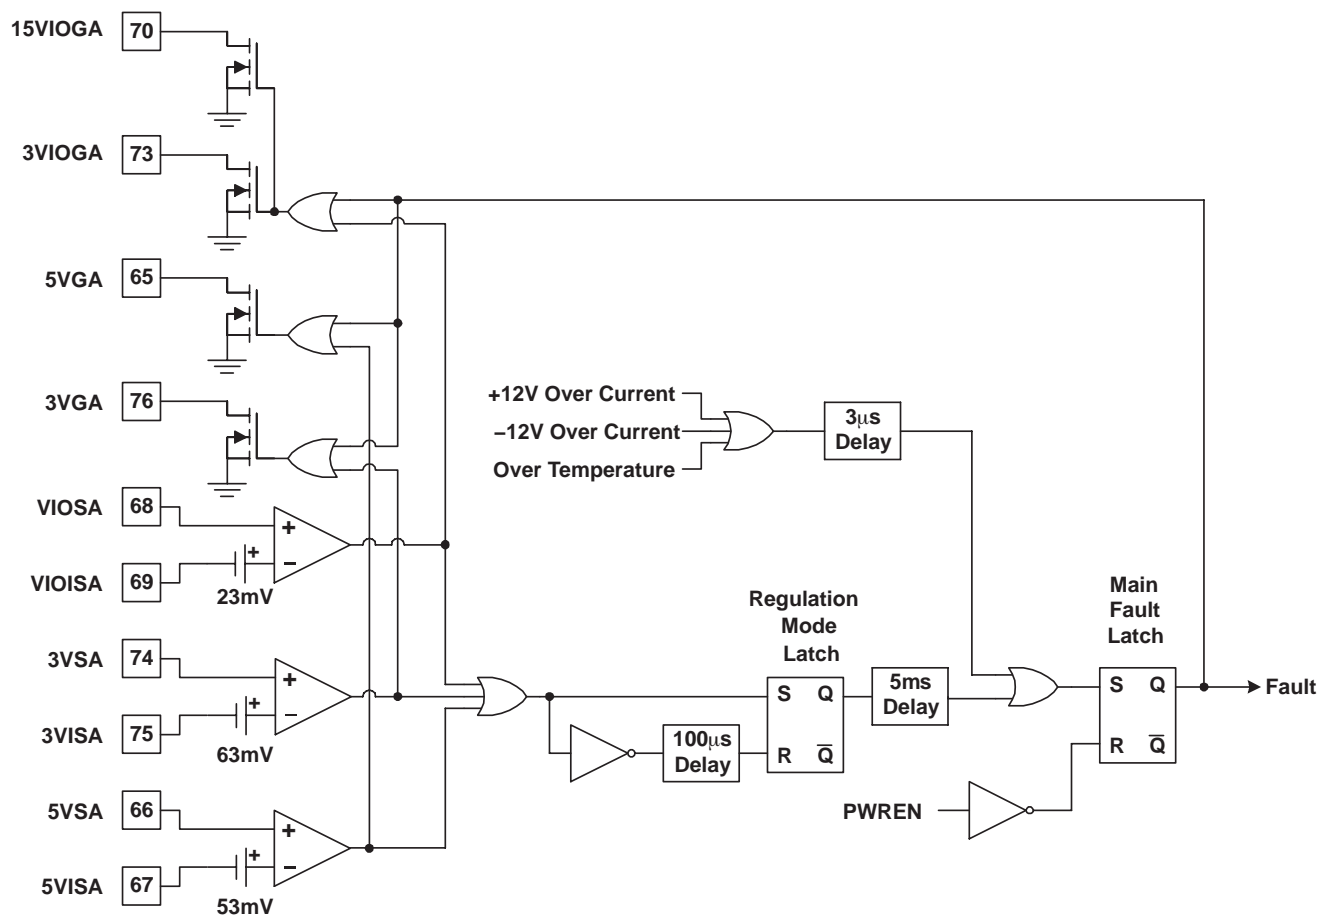 15VIOGA 70
3VIOGA 73
5VGA 65
3VGA 76
+12V Over Current
–12V Over Current
Over Temperature
3μs
Delay
VIOSA 68
+
–
+
VIOISA 69
23mV
3VSA 74
+
–
+
3VISA 75
63mV
5VSA 66
+
–
+
5VISA 67
53mV
Regulation
Mode
Latch
S Q
R Q̅
100μs
Delay
5ms
Delay
Main
Fault
Latch
S Q
R Q̅
Fault
PWREN